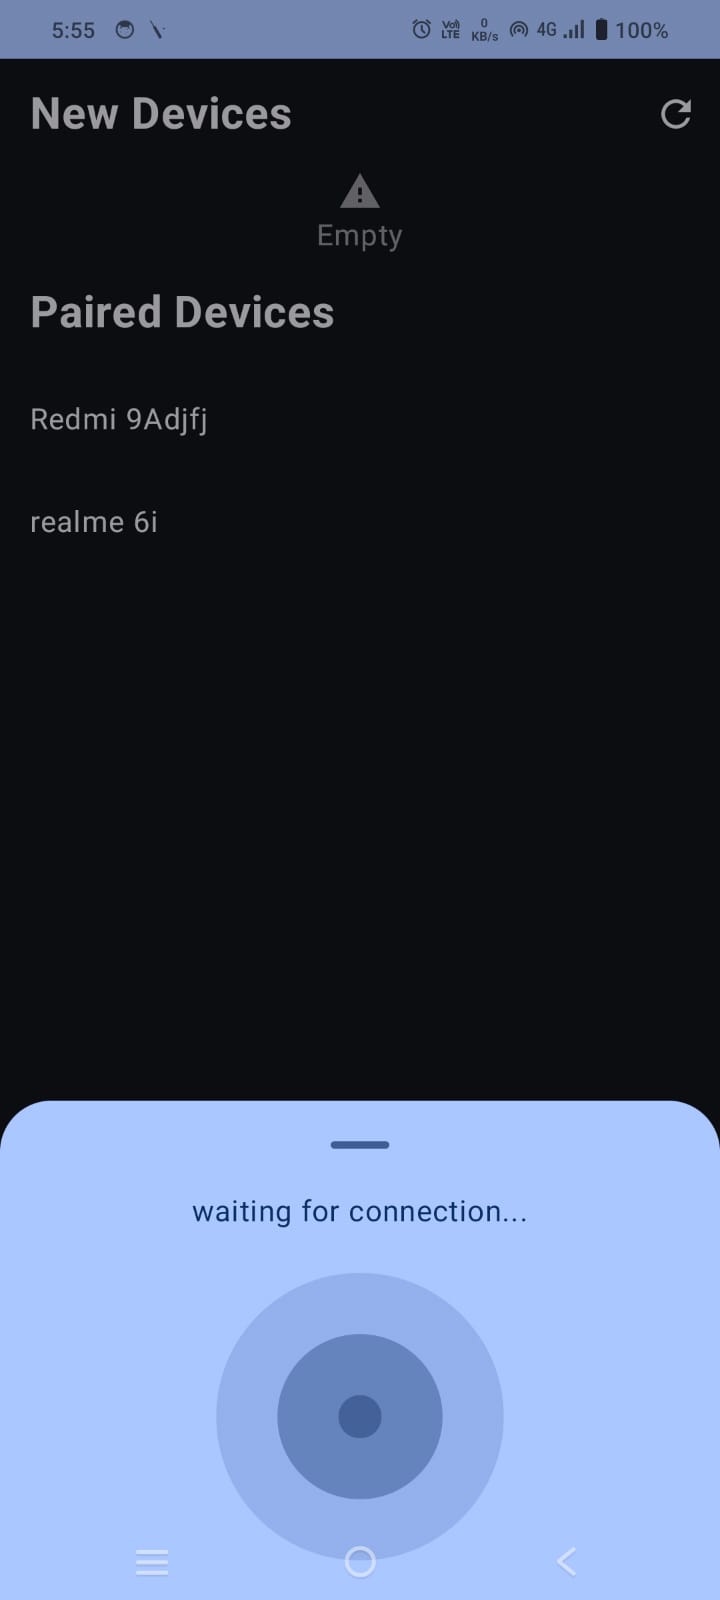 5:55 Vo) LTE 0 KB/s 4G 100%
New Devices
Empty
Paired Devices
Redmi 9Adjfj
realme 6i
waiting for connection...